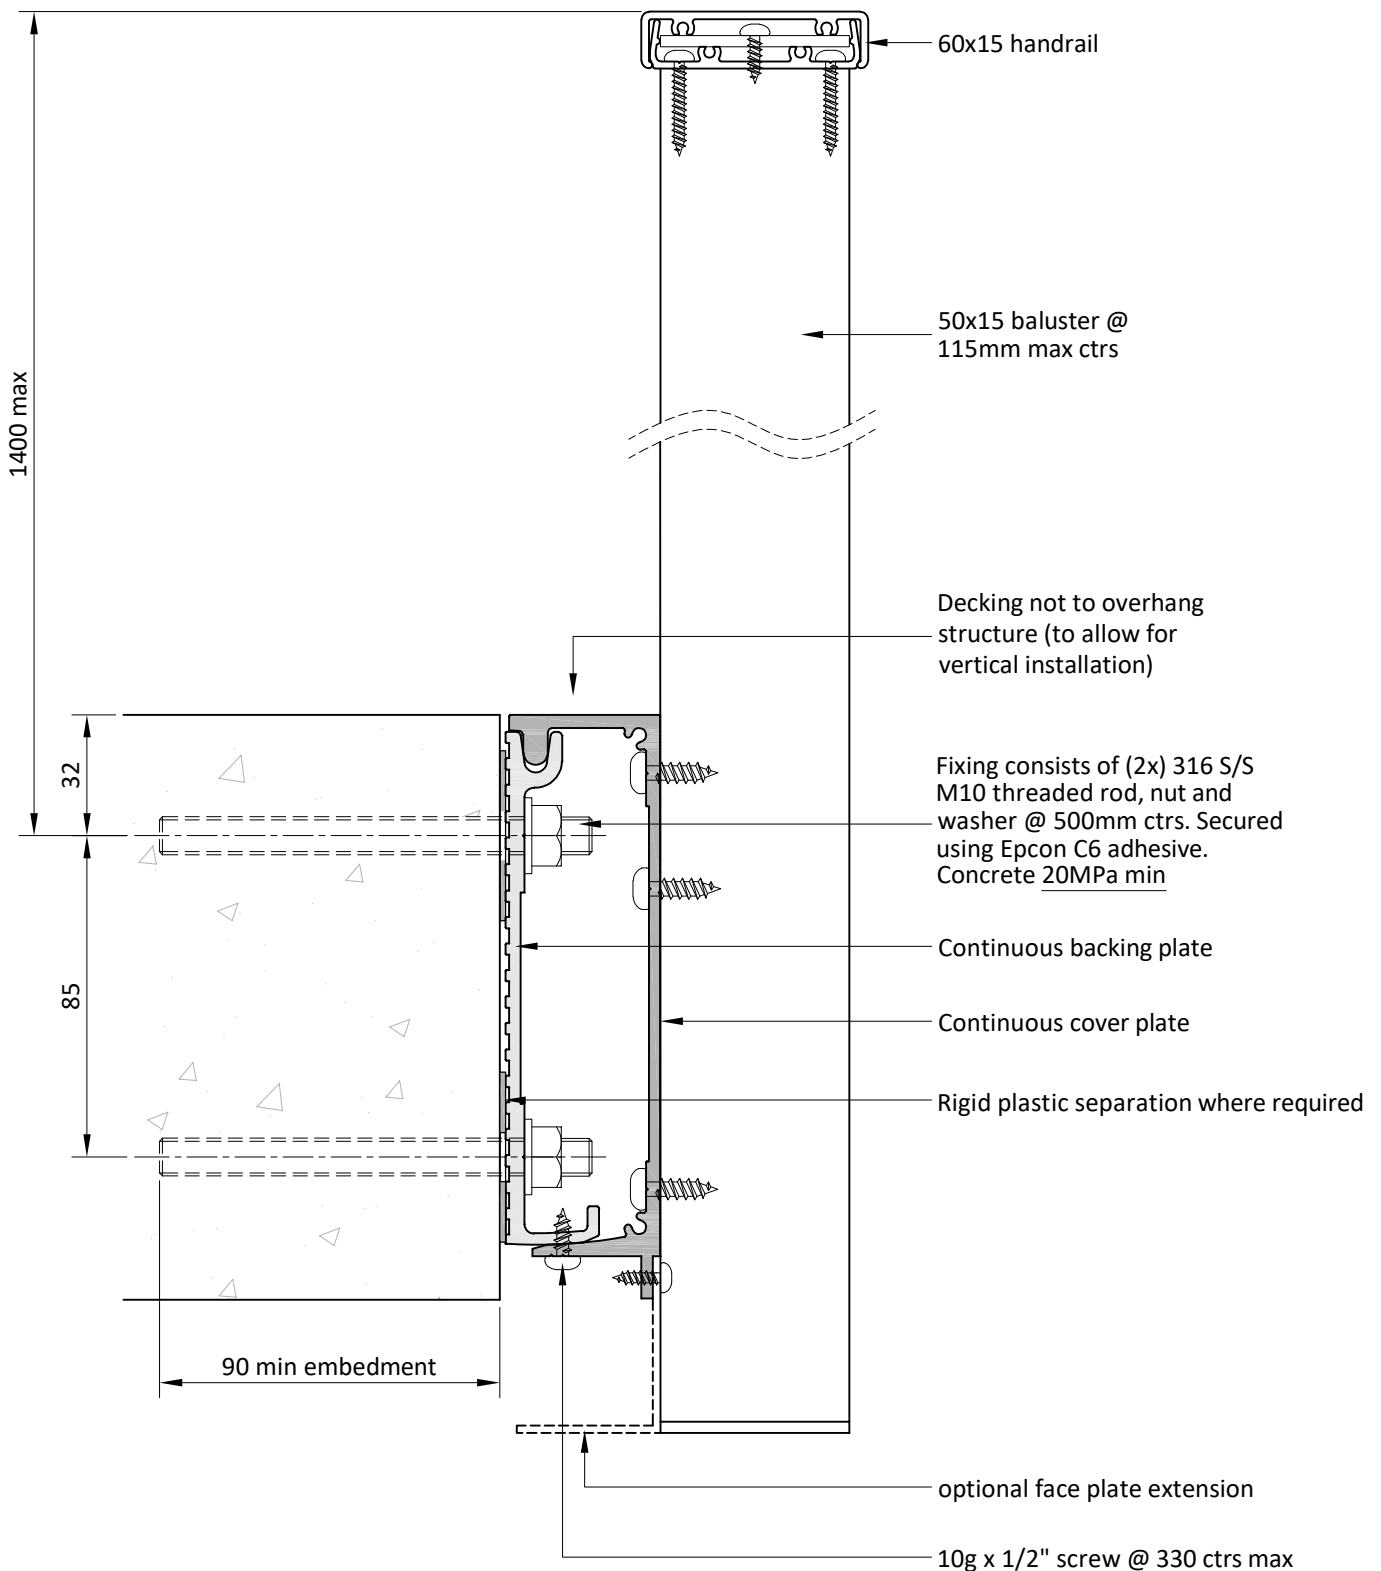 60x15 handrail
50x15 baluster @
115mm max ctrs
1400 max
Decking not to overhang
structure (to allow for
vertical installation)
32
Fixing consists of (2x) 316 S/S
M10 threaded rod, nut and
washer @ 500mm ctrs. Secured
using Epcon C6 adhesive.
Concrete 20MPa min
Continuous backing plate
85
Continuous cover plate
Rigid plastic separation where required
90 min embedment
optional face plate extension
10g x 1/2" screw @ 330 ctrs max